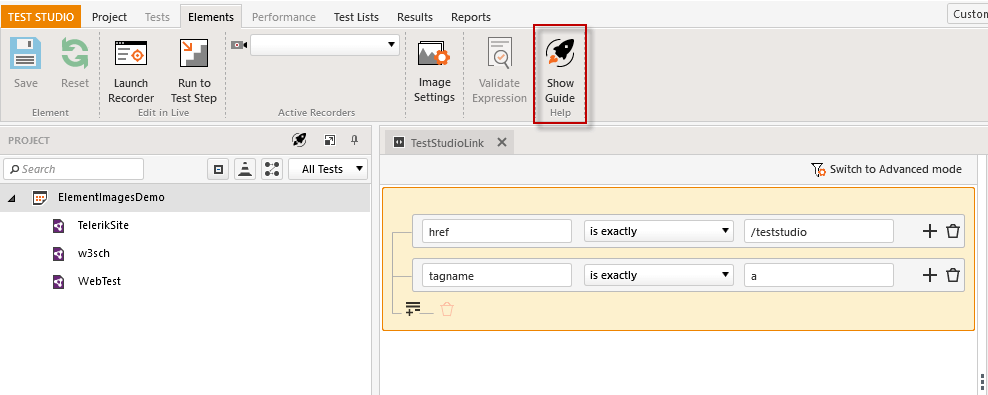 TEST STUDIO Project Tests Elements Performance Test Lists Results Reports Custom
Save Reset Launch Recorder Run to Test Step Image Settings Validate Expression Show Guide
Element Edit in Live Active Recorders Help
PROJECT
TestStudioLink
Search All Tests
Switch to Advanced mode
ElementImagesDemo
TelerikSite
w3sch
WebTest
href is exactly /teststudio
tagname is exactly a